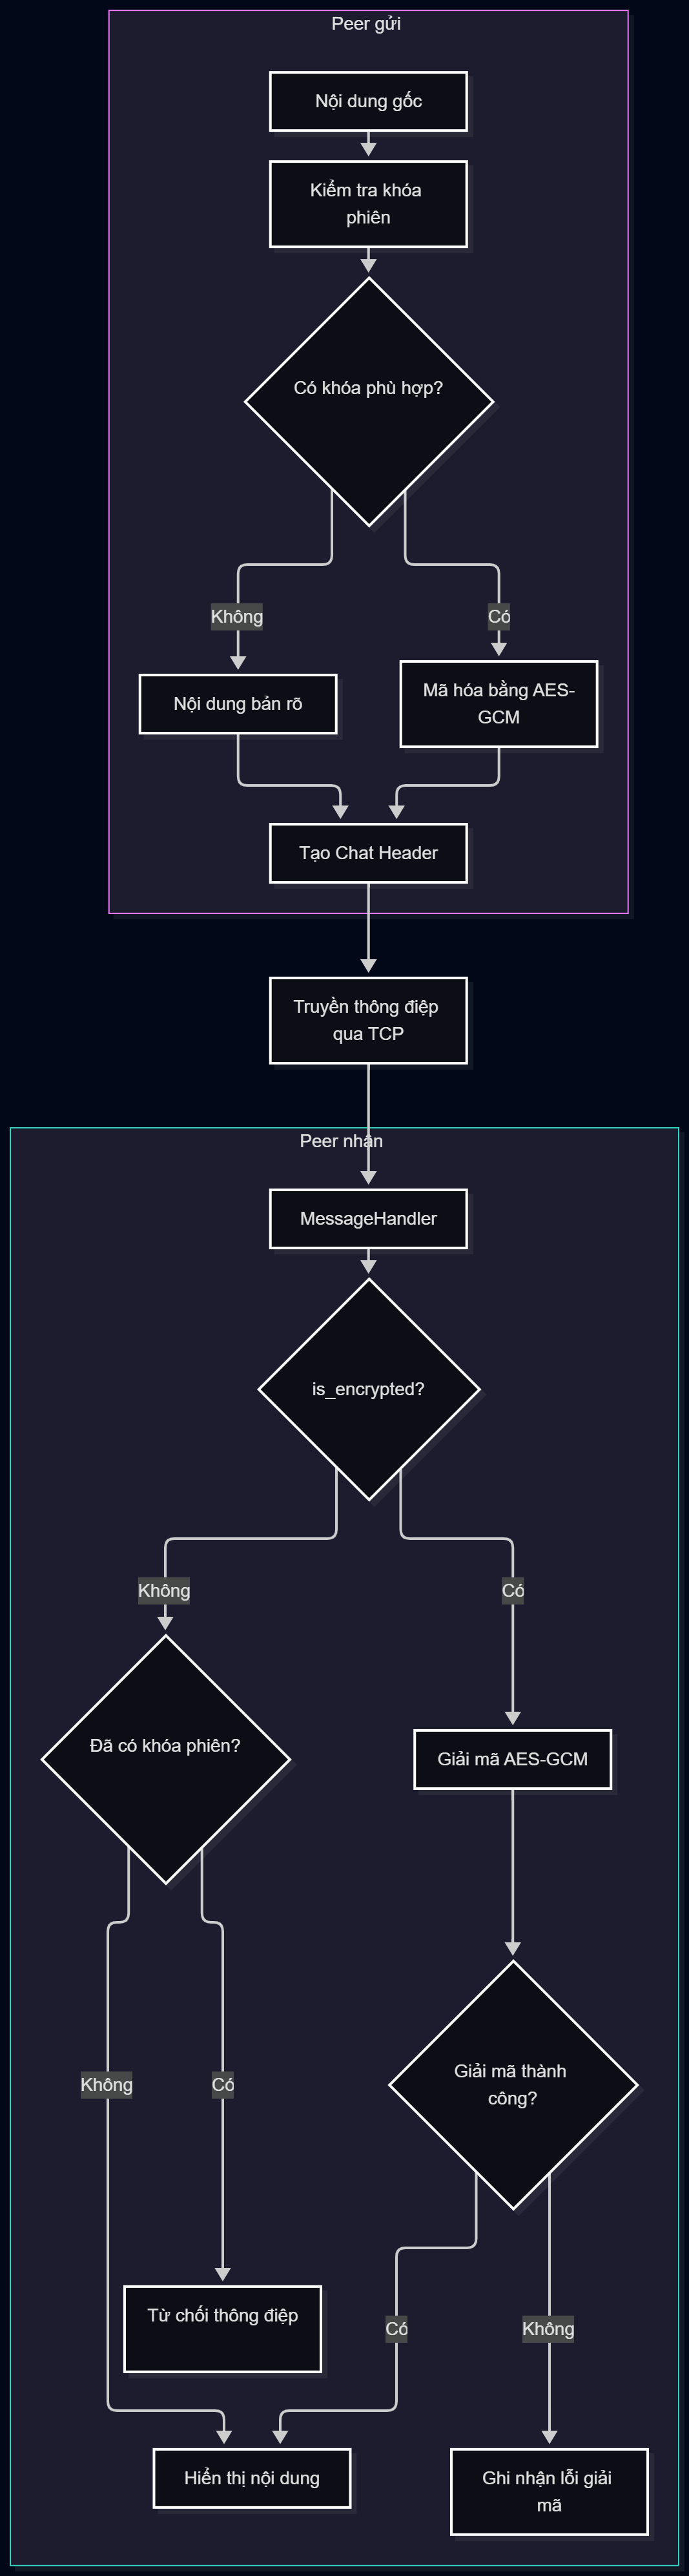 Peer gửi
Nội dung gốc
Kiểm tra khóa
phiên
Có khóa phù hợp?
Không
Có
Nội dung bản rõ
Mã hóa bằng AES-
GCM
Tạo Chat Header
Truyền thông điệp
qua TCP
Peer nhận
MessageHandler
is_encrypted?
Không
Có
Đã có khóa phiên?
Giải mã AES-GCM
Không
Có
Giải mã thành
công?
Từ chối thông điệp
Có
Không
Hiển thị nội dung
Ghi nhận lỗi giải
mã